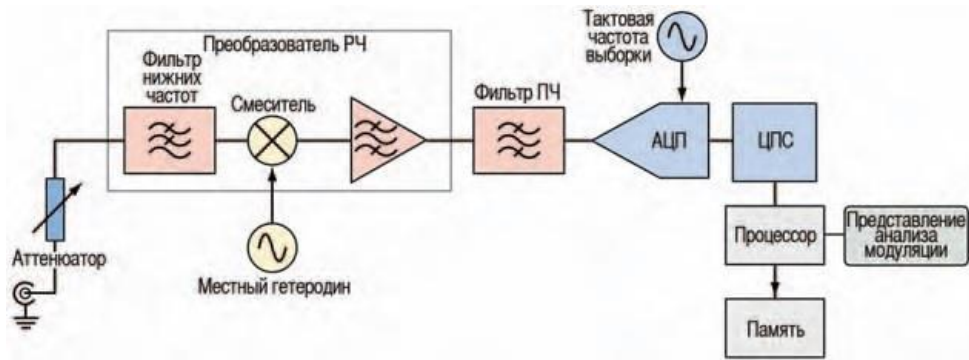 Преобразователь РЧ
Фильтр
нижних
частот
Смеситель
Аттенюатор
Местный гетеродин
Фильтр ПЧ
Тактовая
частота
выборки
АЦП
ЦПС
Процессор
Представление
анализа
модуляции
Память